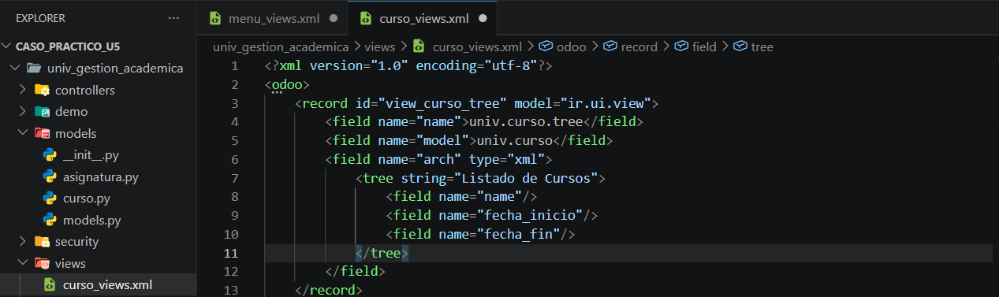 EXPLORER ...
CASO_PRACTICO_U5
univ_gestion_academica
controllers
demo
models
__init__.py
asignatura.py
curso.py
models.py
security
views
curso_views.xml
menu_views.xml ● curso_views.xml ●
univ_gestion_academica > views > curso_views.xml > odoo > record > field > tree
1 <?xml version="1.0" encoding="utf-8"?>
2 <odoo>
3 <record id="view_curso_tree" model="ir.ui.view">
4 <field name="name">univ.curso.tree</field>
5 <field name="model">univ.curso</field>
6 <field name="arch" type="xml">
7 <tree string="Listado de Cursos">
8 <field name="name"/>
9 <field name="fecha_inicio"/>
10 <field name="fecha_fin"/>
11 </tree>
12 </field>
13 </record>